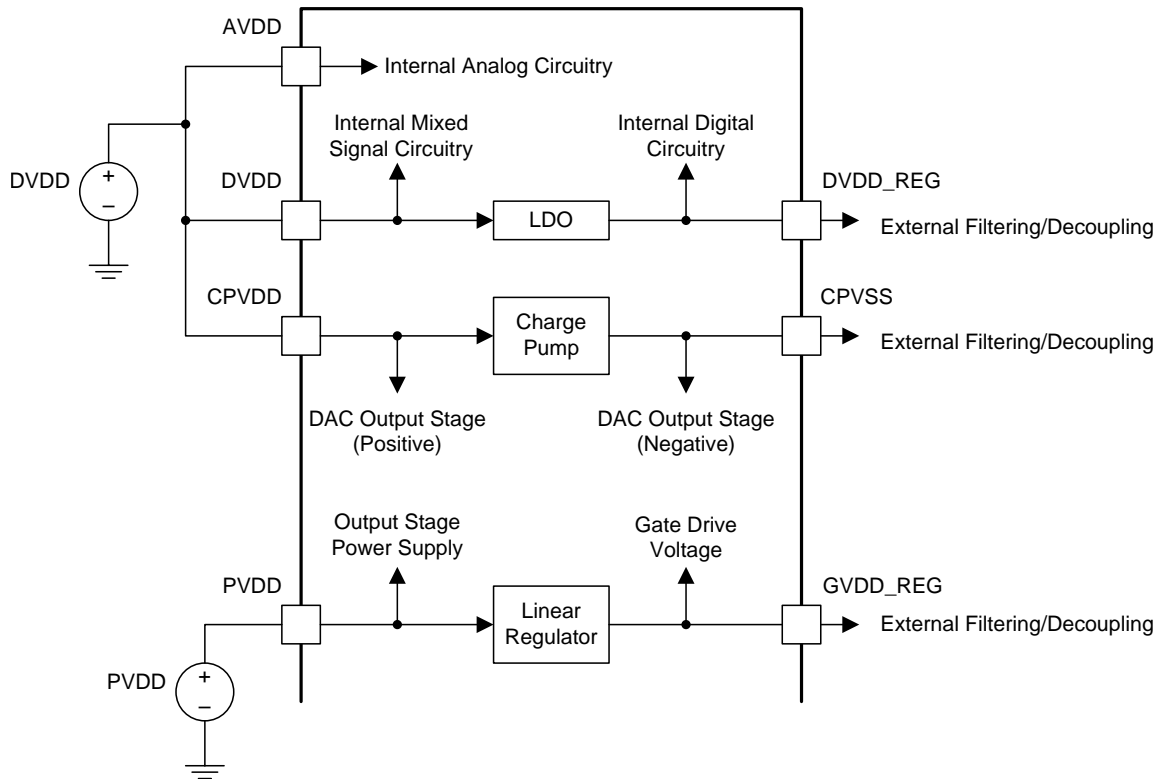 AVDD
Internal Analog Circuitry
Internal Mixed
Signal Circuitry
Internal Digital
Circuitry
DVDD
+
−
DVDD
LDO
DVDD_REG
External Filtering/Decoupling
CPVDD
Charge
Pump
CPVSS
External Filtering/Decoupling
DAC Output Stage
(Positive)
DAC Output Stage
(Negative)
Output Stage
Power Supply
Gate Drive
Voltage
PVDD
Linear
Regulator
GVDD_REG
External Filtering/Decoupling
PVDD
+
−